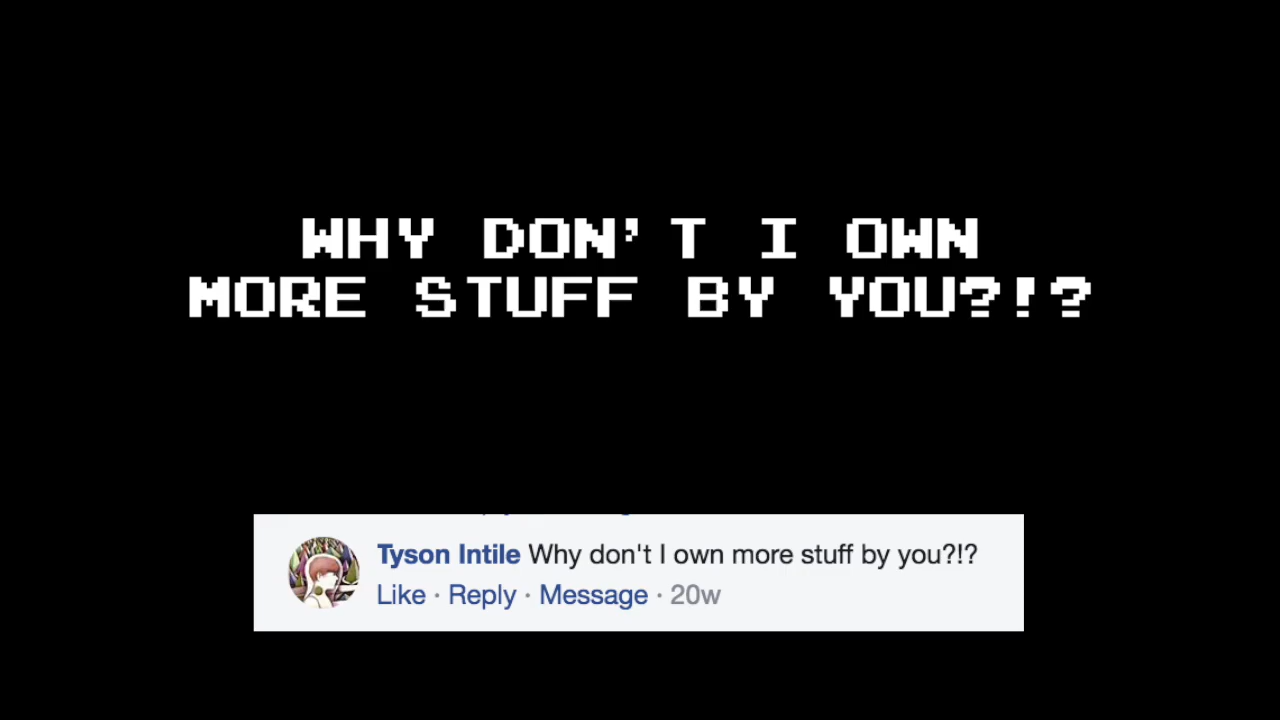 WHY DON'T I OWN
MORE STUFF BY YOU?!?
Tyson Intile Why don't I own more stuff by you?!?
Like · Reply · Message · 20w